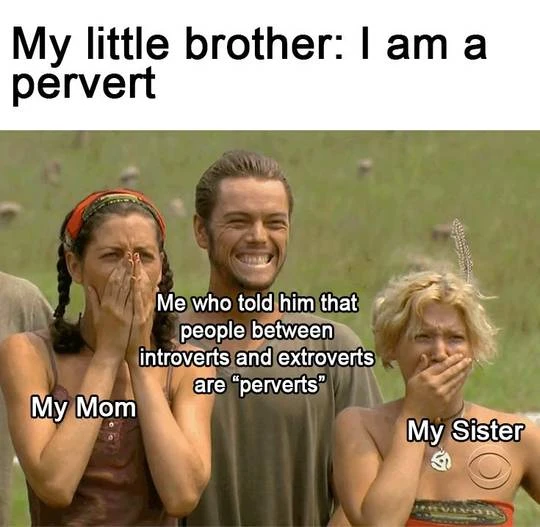 My little brother: I am a
pervert
Me who told him that
people between
introverts and extroverts
are “perverts”
My Mom
My Sister
SURVIVOR